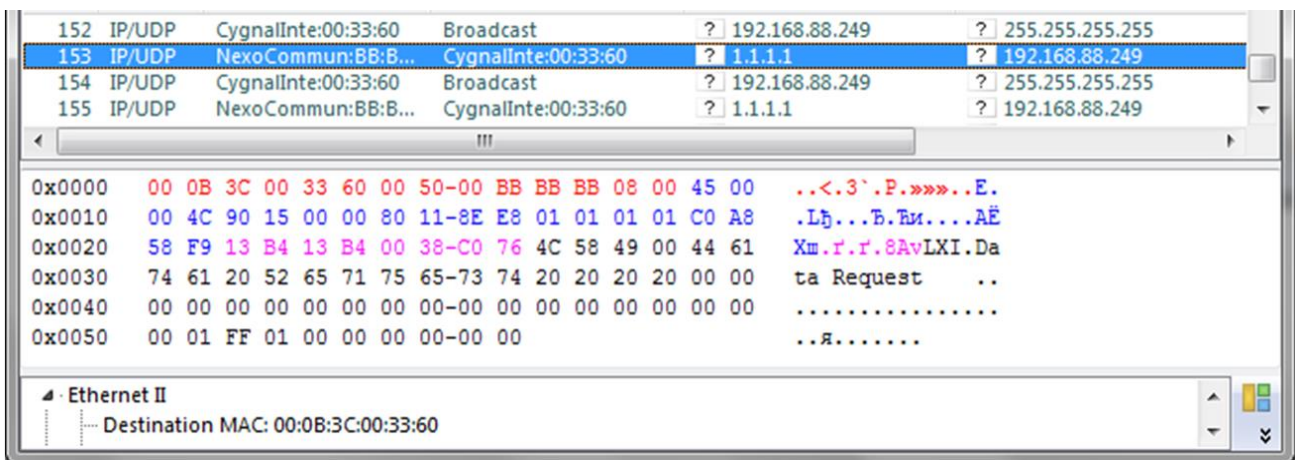 152 IP/UDP CygnalInte:00:33:60 Broadcast ? 192.168.88.249 ? 255.255.255.255
153 IP/UDP NexoCommun:BB:B... CygnalInte:00:33:60 ? 1.1.1.1 ? 192.168.88.249
154 IP/UDP CygnalInte:00:33:60 Broadcast ? 192.168.88.249 ? 255.255.255.255
155 IP/UDP NexoCommun:BB:B... CygnalInte:00:33:60 ? 1.1.1.1 ? 192.168.88.249
0x0000 00 0B 3C 00 33 60 00 50-00 BB BB BB 08 00 45 00 ..<.3`.P.»»»..E.
0x0010 00 4C 90 15 00 00 80 11-8E E8 01 01 01 01 C0 A8 .Lђ...Ђ.Ћи....АЁ
0x0020 58 F9 13 B4 13 B4 00 38-C0 76 4C 58 49 00 44 61 Xщ.ґ.ґ.8АvLXI.Da
0x0030 74 61 20 52 65 71 75 65-73 74 20 20 20 20 00 00 ta Request ..
0x0040 00 00 00 00 00 00 00 00-00 00 00 00 00 00 00 00 ................
0x0050 00 01 FF 01 00 00 00 00-00 00 ..я.......
Ethernet II
Destination MAC: 00:0B:3C:00:33:60